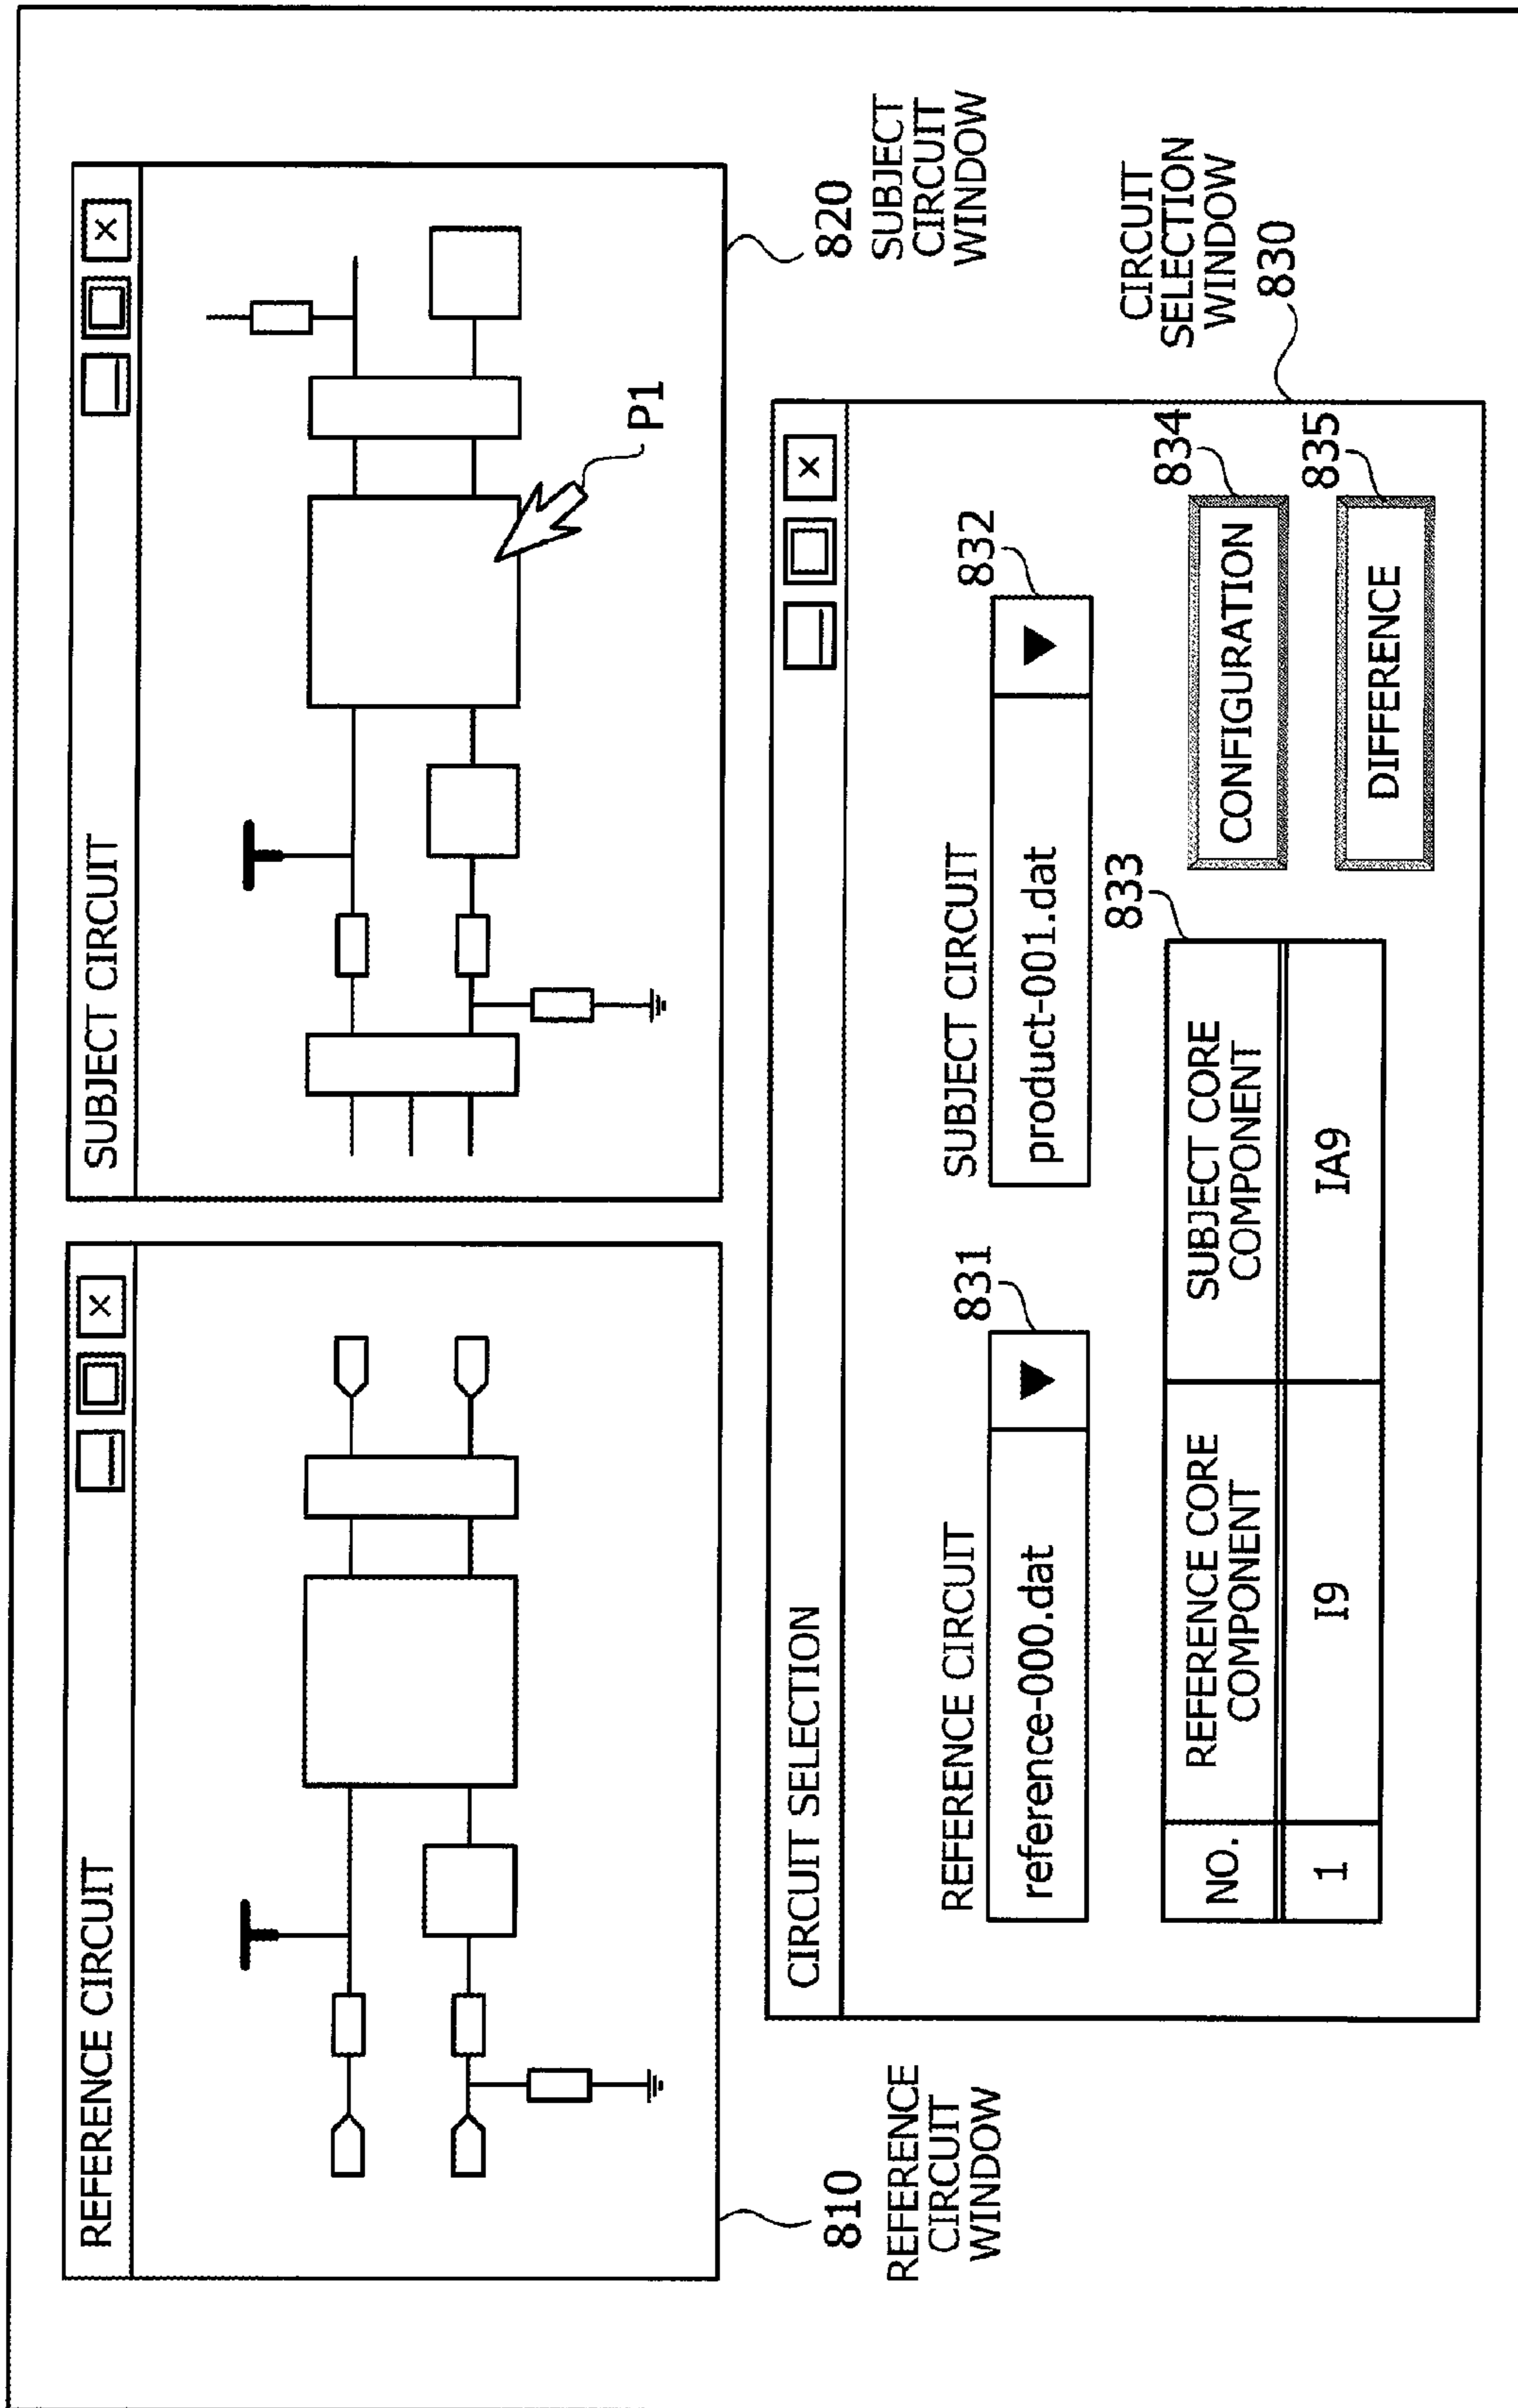 REFERENCE CIRCUIT
×
SUBJECT CIRCUIT
×
P1
810
REFERENCE
CIRCUIT
WINDOW
820
SUBJECT
CIRCUIT
WINDOW
CIRCUIT SELECTION
×
CIRCUIT
SELECTION
WINDOW
830
REFERENCE CIRCUIT
831
reference-000.dat
▼
SUBJECT CIRCUIT
832
product-001.dat
▼
833
NO.
REFERENCE CORE
COMPONENT
SUBJECT CORE
COMPONENT
1
I9
IA9
834
CONFIGURATION
835
DIFFERENCE